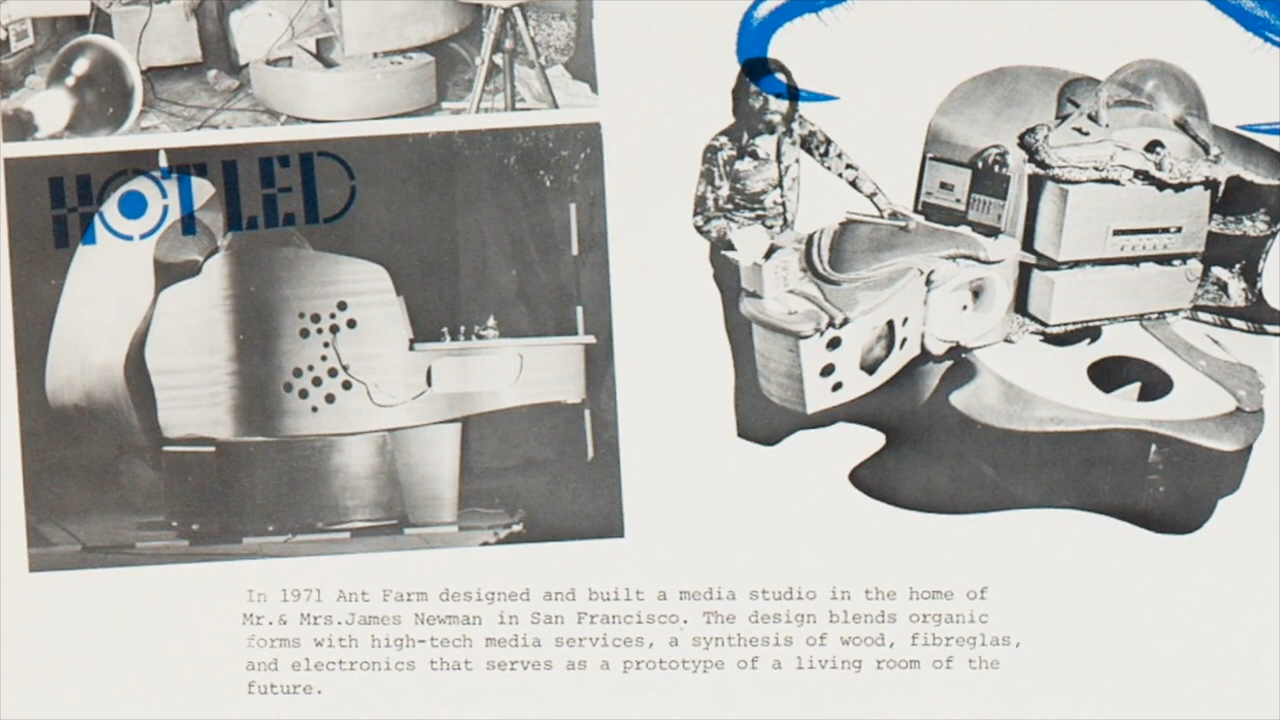 HOT LED
In 1971 Ant Farm designed and built a media studio in the home of
Mr.& Mrs.James Newman in San Francisco. The design blends organic
forms with high-tech media services, a synthesis of wood, fibreglas,
and electronics that serves as a prototype of a living room of the
future.